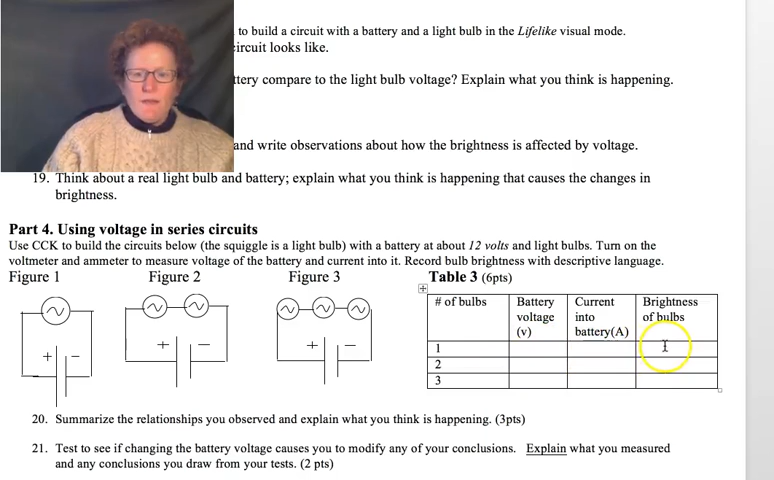 to build a circuit with a battery and a light bulb in the Lifelike visual mode.
circuit looks like.
ttery compare to the light bulb voltage? Explain what you think is happening.
and write observations about how the brightness is affected by voltage.
19. Think about a real light bulb and battery; explain what you think is happening that causes the changes in
brightness.
Part 4. Using voltage in series circuits
Use CCK to build the circuits below (the squiggle is a light bulb) with a battery at about 12 volts and light bulbs. Turn on the
voltmeter and ammeter to measure voltage of the battery and current into it. Record bulb brightness with descriptive language.
Figure 1 Figure 2 Figure 3 Table 3 (6pts)
# of bulbs Battery Current Brightness
voltage into of bulbs
(v) battery(A)
1
2
3
+ − + − + −
20. Summarize the relationships you observed and explain what you think is happening. (3pts)
21. Test to see if changing the battery voltage causes you to modify any of your conclusions. Explain what you measured
and any conclusions you draw from your tests. (2 pts)